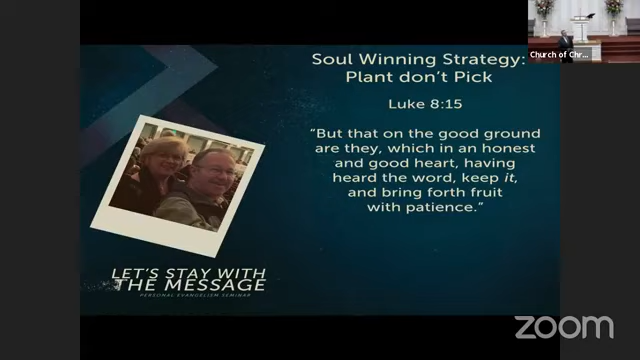 Church of Chr...
Soul Winning Strategy:
Plant don't Pick
Luke 8:15
"But that on the good ground
are they, which in an honest
and good heart, having
heard the word, keep it,
and bring forth fruit
with patience."
LET'S STAY WITH
THE MESSAGE
PERSONAL EVANGELISM SEMINAR
zoom